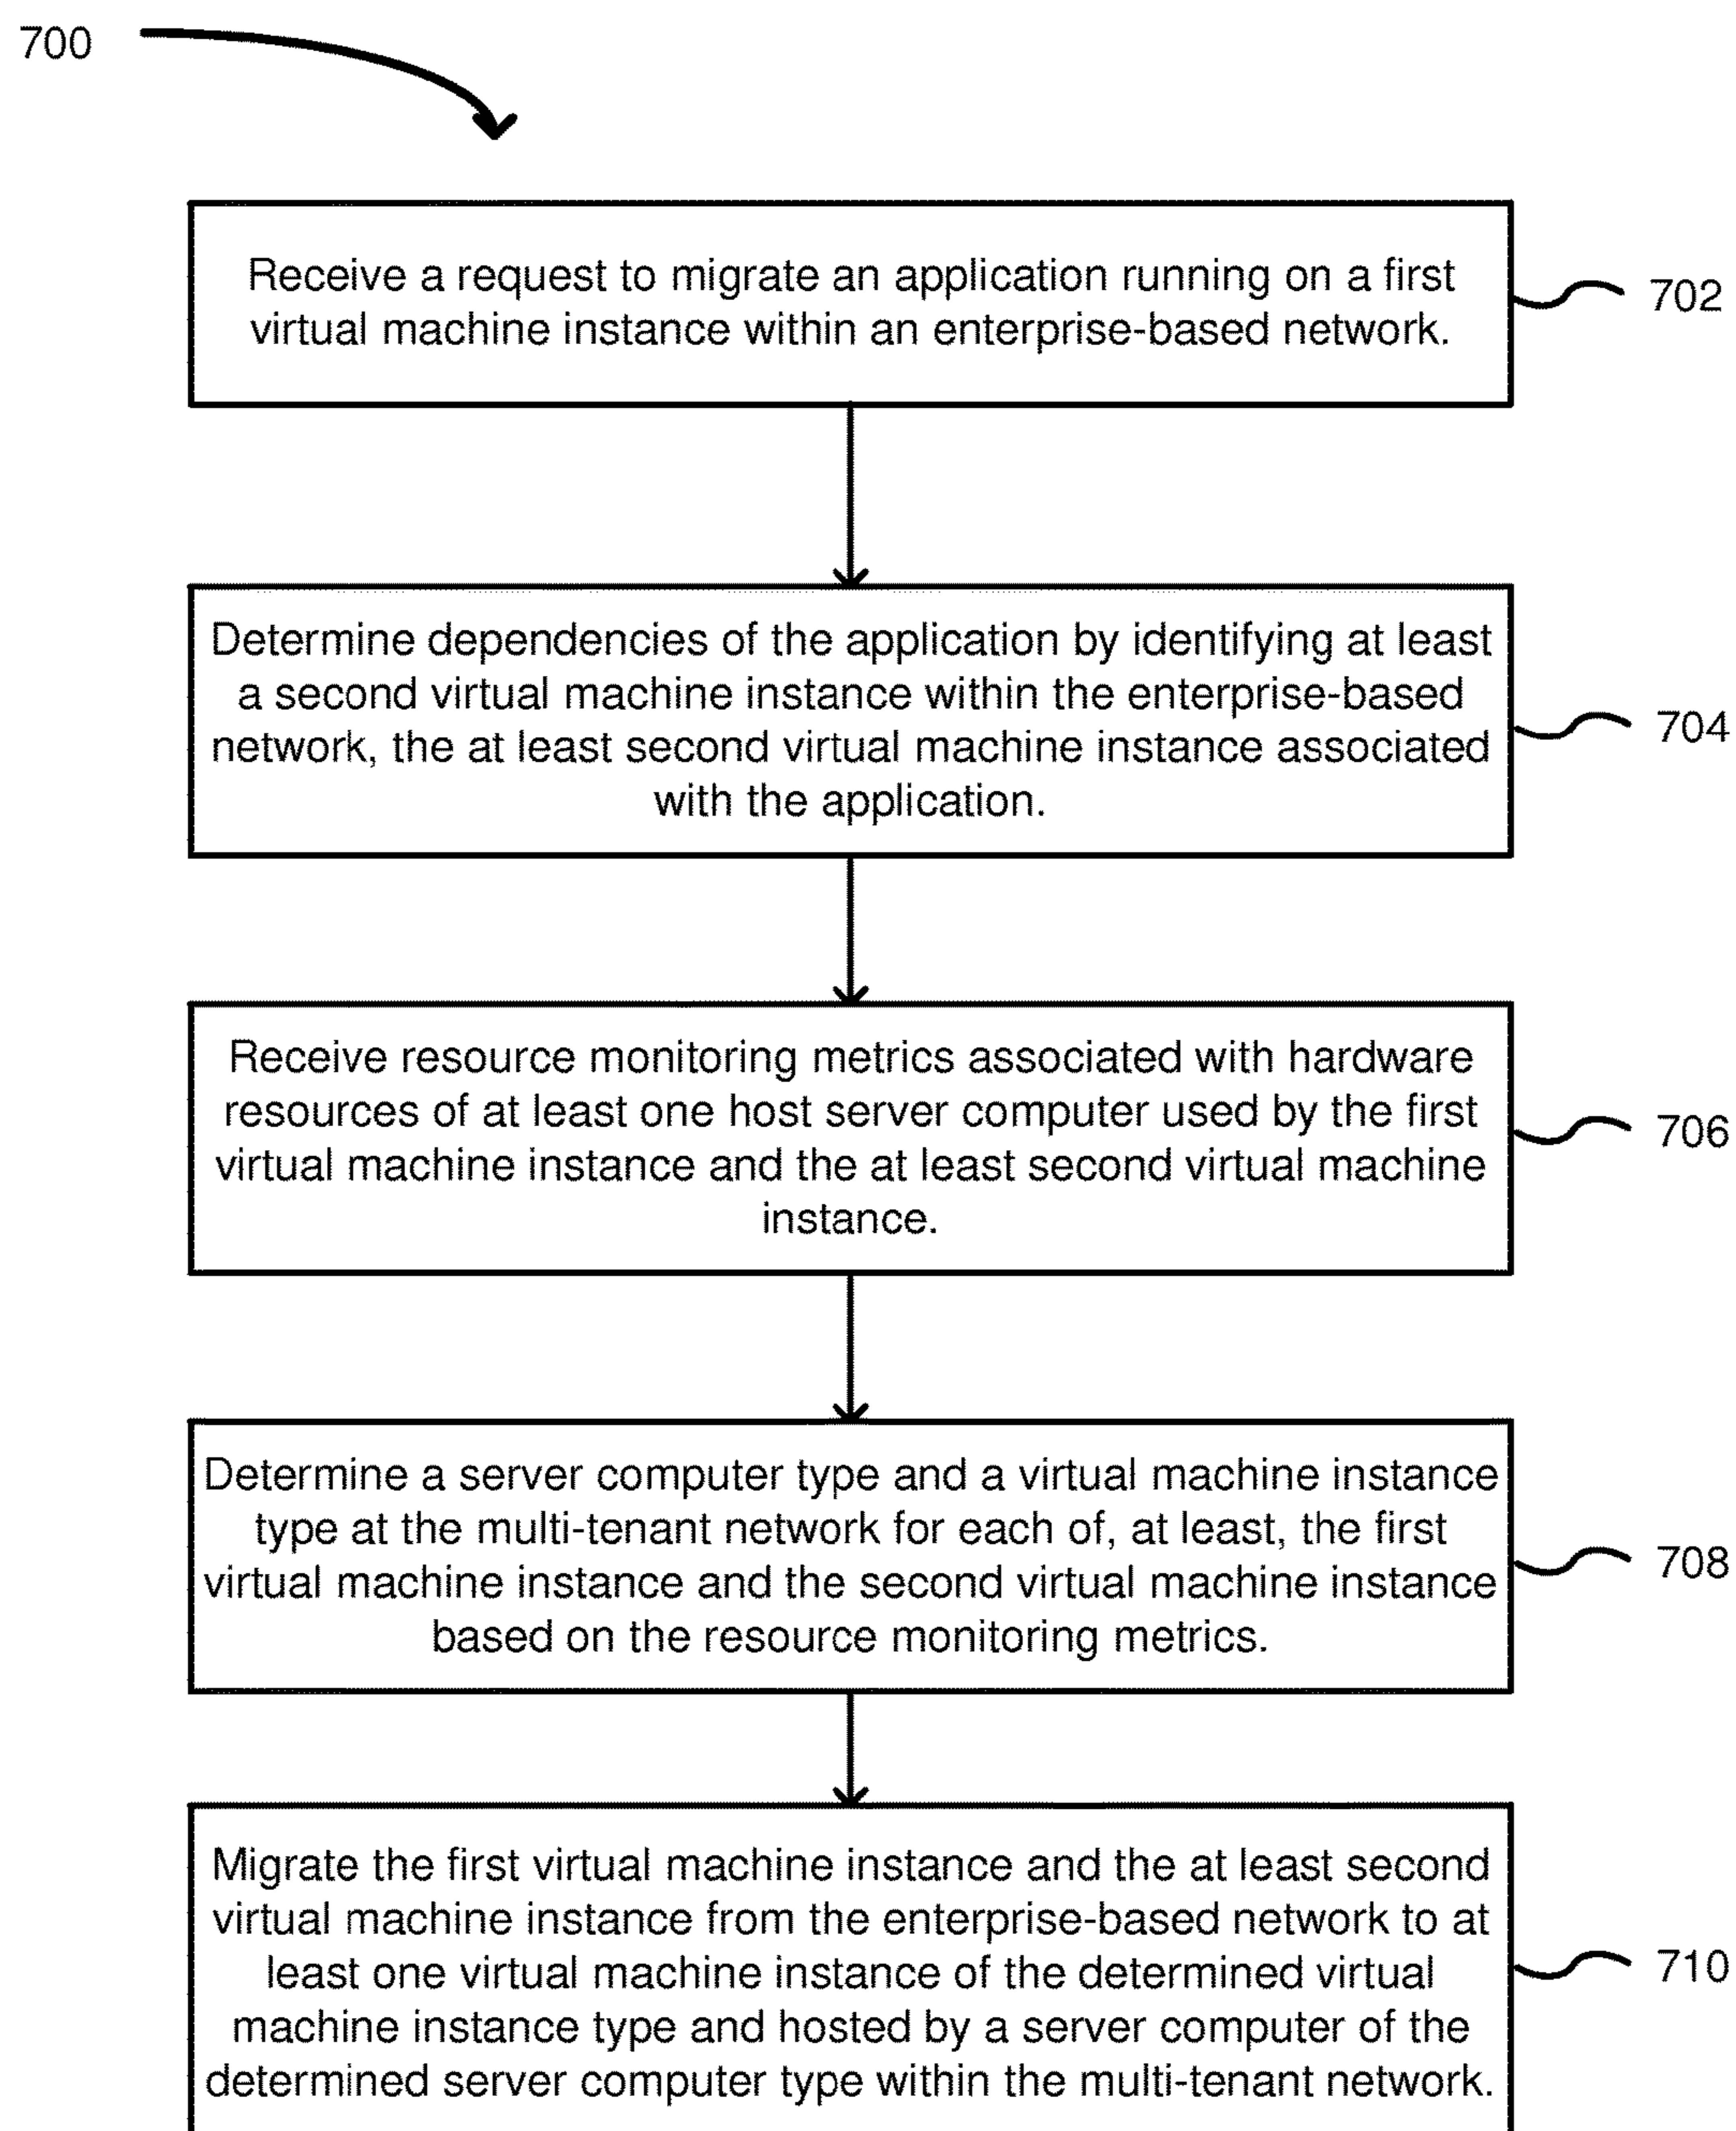 700
Receive a request to migrate an application running on a first
virtual machine instance within an enterprise-based network.
702
Determine dependencies of the application by identifying at least
a second virtual machine instance within the enterprise-based
network, the at least second virtual machine instance associated
with the application.
704
Receive resource monitoring metrics associated with hardware
resources of at least one host server computer used by the first
virtual machine instance and the at least second virtual machine
instance.
706
Determine a server computer type and a virtual machine instance
type at the multi-tenant network for each of, at least, the first
virtual machine instance and the second virtual machine instance
based on the resource monitoring metrics.
708
Migrate the first virtual machine instance and the at least second
virtual machine instance from the enterprise-based network to at
least one virtual machine instance of the determined virtual
machine instance type and hosted by a server computer of the
determined server computer type within the multi-tenant network.
710